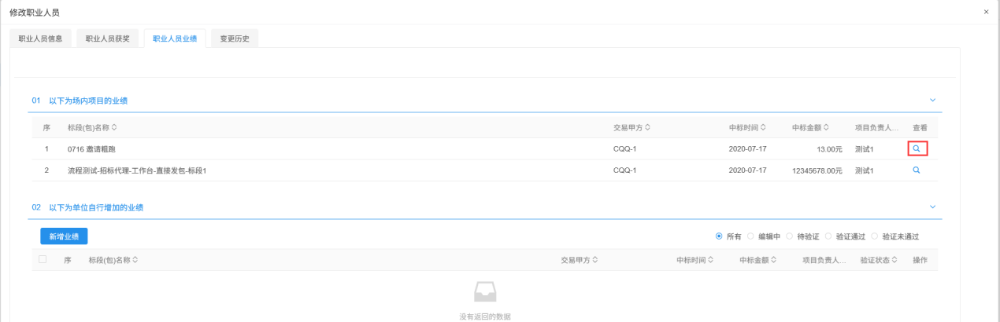 修改职业人员 ×
职业人员信息 职业人员获奖 职业人员业绩 变更历史
01 以下为场内项目的业绩
序 标段(包)名称 交易甲方 中标时间 中标金额 项目负责人... 查看
1 0716 邀请粗跑 CQQ-1 2020-07-17 13.00元 测试1
2 流程测试-招标代理-工作台-直接发包-标段1 CQQ-1 2020-07-17 12345678.00元 测试1
02 以下为单位自行增加的业绩
新增业绩 所有 编辑中 待验证 验证通过 验证未通过
序 标段(包)名称 交易甲方 中标时间 中标金额 项目负责人... 验证状态 操作
没有返回的数据